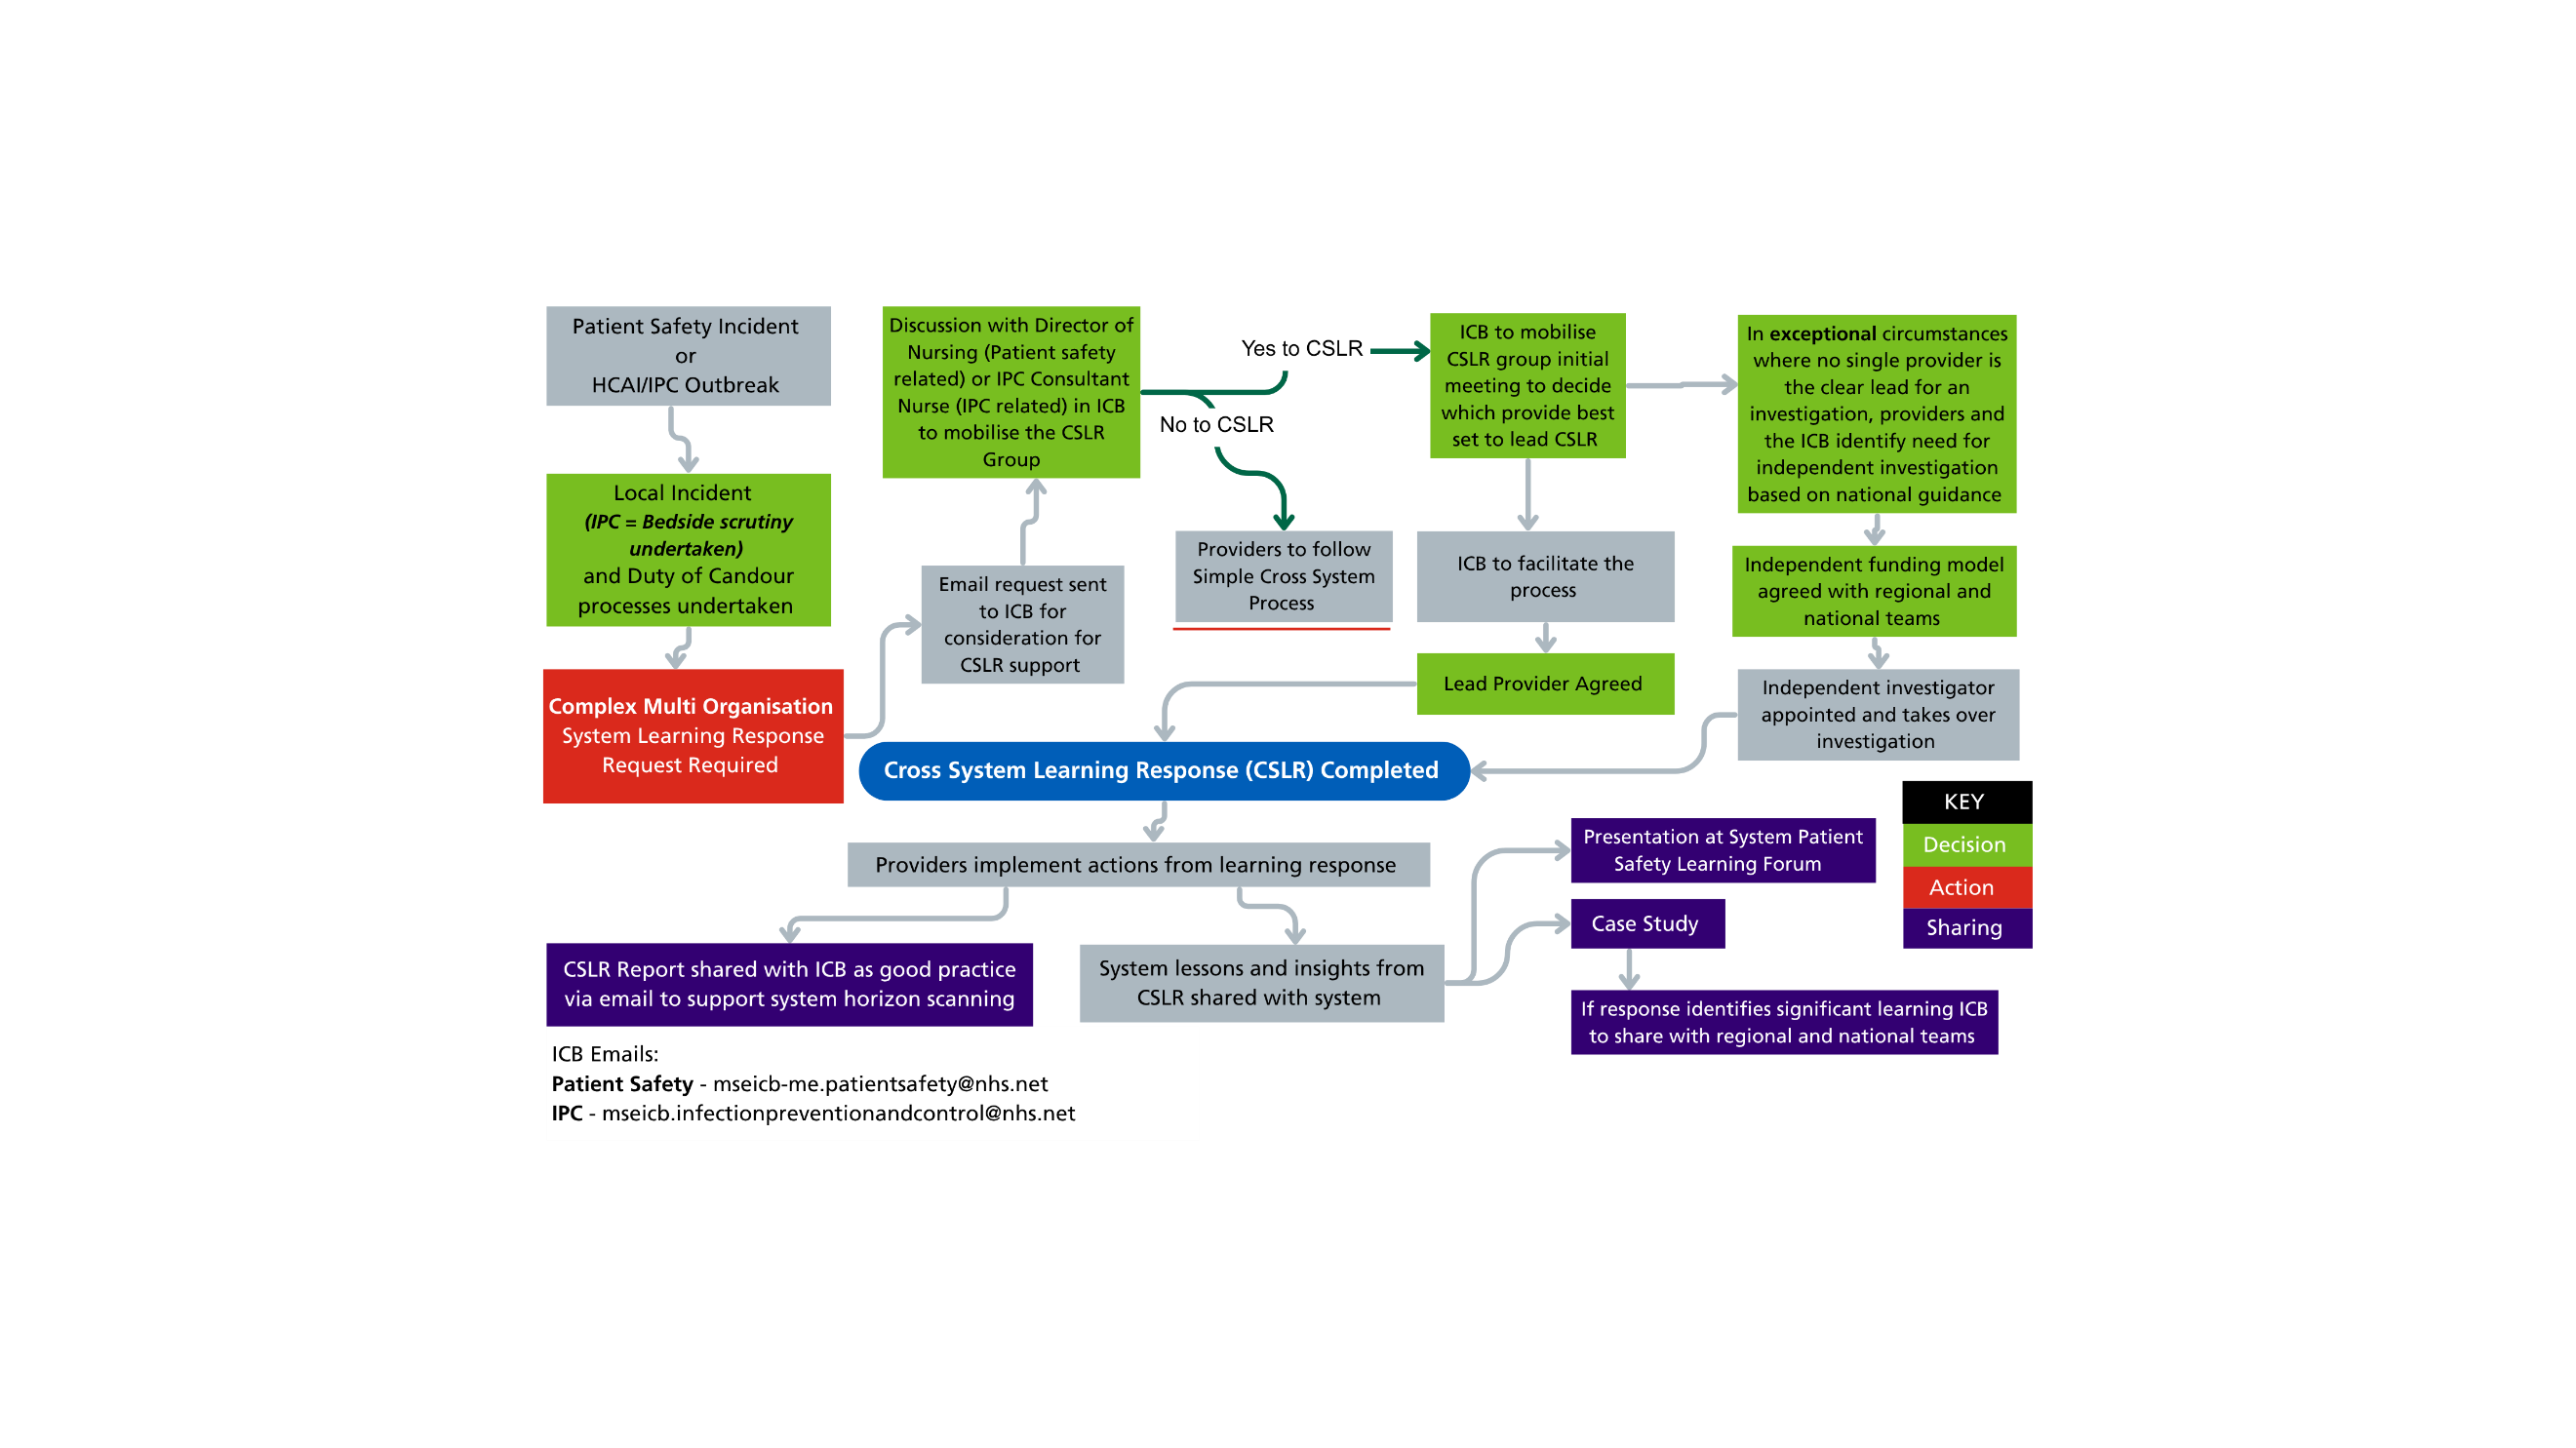 Patient Safety Incident
or
HCAI/IPC Outbreak
Local Incident
(IPC = Bedside scrutiny
undertaken)
and Duty of Candour
processes undertaken
Complex Multi Organisation
System Learning Response
Request Required
Email request sent
to ICB for
consideration for
CSLR support
Discussion with Director of
Nursing (Patient safety
related) or IPC Consultant
Nurse (IPC related) in ICB
to mobilise the CSLR
Group
Yes to CSLR
No to CSLR
Providers to follow
Simple Cross System
Process
ICB to mobilise
CSLR group initial
meeting to decide
which provide best
set to lead CSLR
ICB to facilitate the
process
Lead Provider Agreed
In exceptional circumstances
where no single provider is
the clear lead for an
investigation, providers and
the ICB identify need for
independent investigation
based on national guidance
Independent funding model
agreed with regional and
national teams
Independent investigator
appointed and takes over
investigation
Cross System Learning Response (CSLR) Completed
Providers implement actions from learning response
CSLR Report shared with ICB as good practice
via email to support system horizon scanning
System lessons and insights from
CSLR shared with system
Presentation at System Patient
Safety Learning Forum
Case Study
If response identifies significant learning ICB
to share with regional and national teams
KEY
Decision
Action
Sharing
ICB Emails:
Patient Safety - mseicb-me.patientsafety@nhs.net
IPC - mseicb.infectionpreventionandcontrol@nhs.net